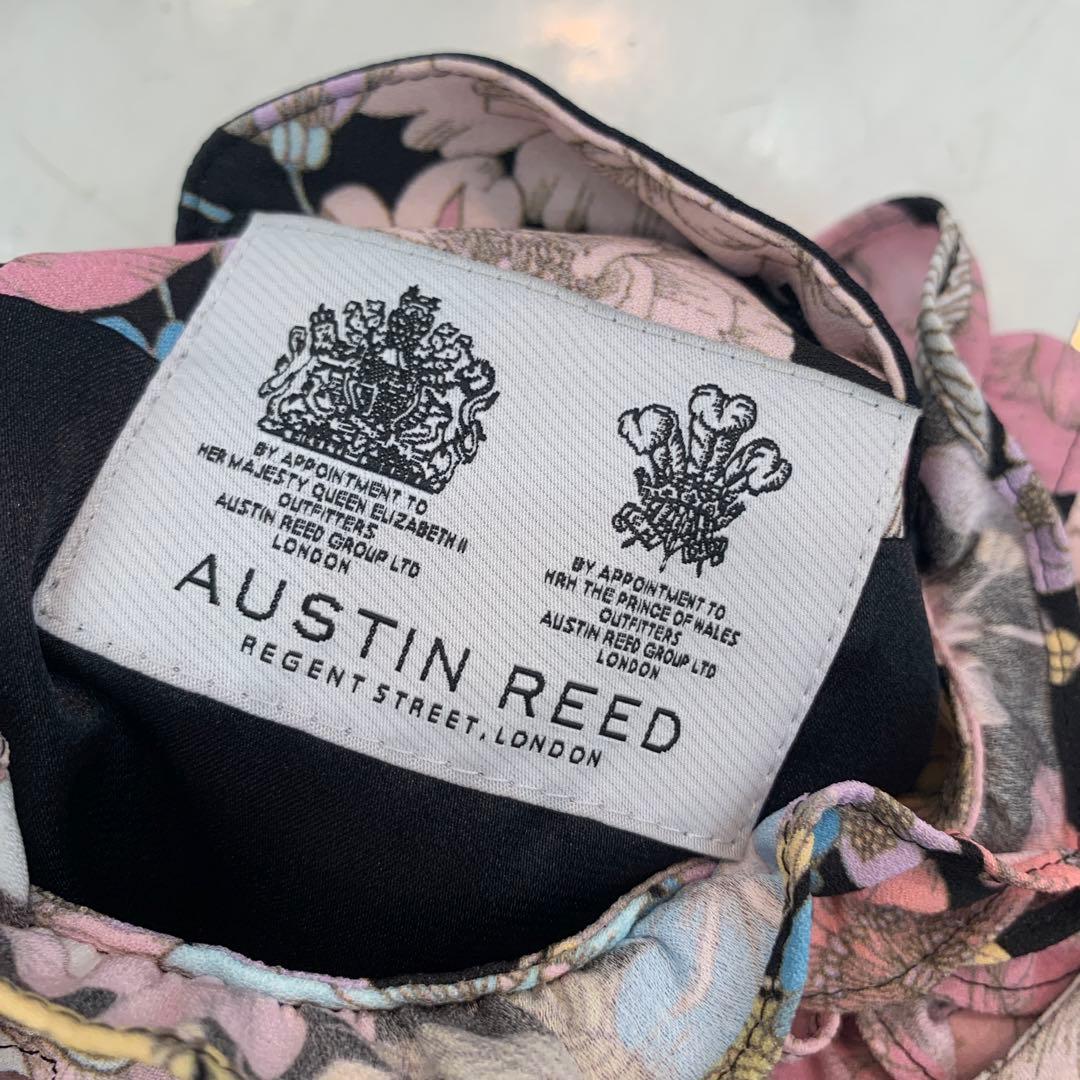 BY APPOINTMENT TO
HER MAJESTY QUEEN ELIZABETH II
OUTFITTERS
AUSTIN REED GROUP LTD
LONDON
BY APPOINTMENT TO
HRH THE PRINCE OF WALES
OUTFITTERS
AUSTIN REED GROUP LTD
LONDON
AUSTIN REED
REGENT STREET, LONDON